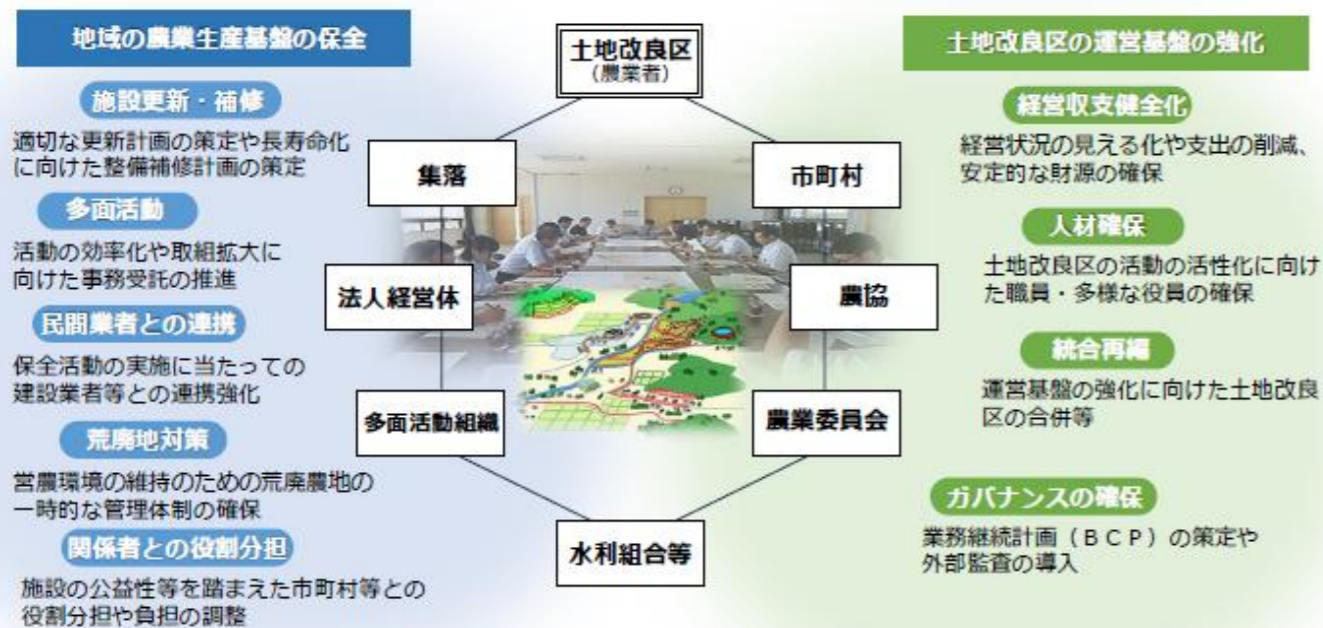 地域の農業生産基盤の保全
施設更新・補修
適切な更新計画の策定や長寿命化
に向けた整備補修計画の策定
多面活動
活動の効率化や取組拡大に
向けた事務受託の推進
民間業者との連携
保全活動の実施に当たっての
建設業者等との連携強化
荒廃地対策
営農環境の維持のための荒廃農地の
一時的な管理体制の確保
関係者との役割分担
施設の公益性等を踏まえた市町村等との
役割分担や負担の調整
土地改良区
(農業者)
集落
市町村
法人経営体
農協
多面活動組織
農業委員会
水利組合等
土地改良区の運営基盤の強化
経営収支健全化
経営状況の見える化や支出の削減、
安定的な財源の確保
人材確保
土地改良区の活動の活性化に向け
た職員・多様な役員の確保
統合再編
運営基盤の強化に向けた土地改良
区の合併等
ガバナンスの確保
業務継続計画(BCP)の策定や
外部監査の導入